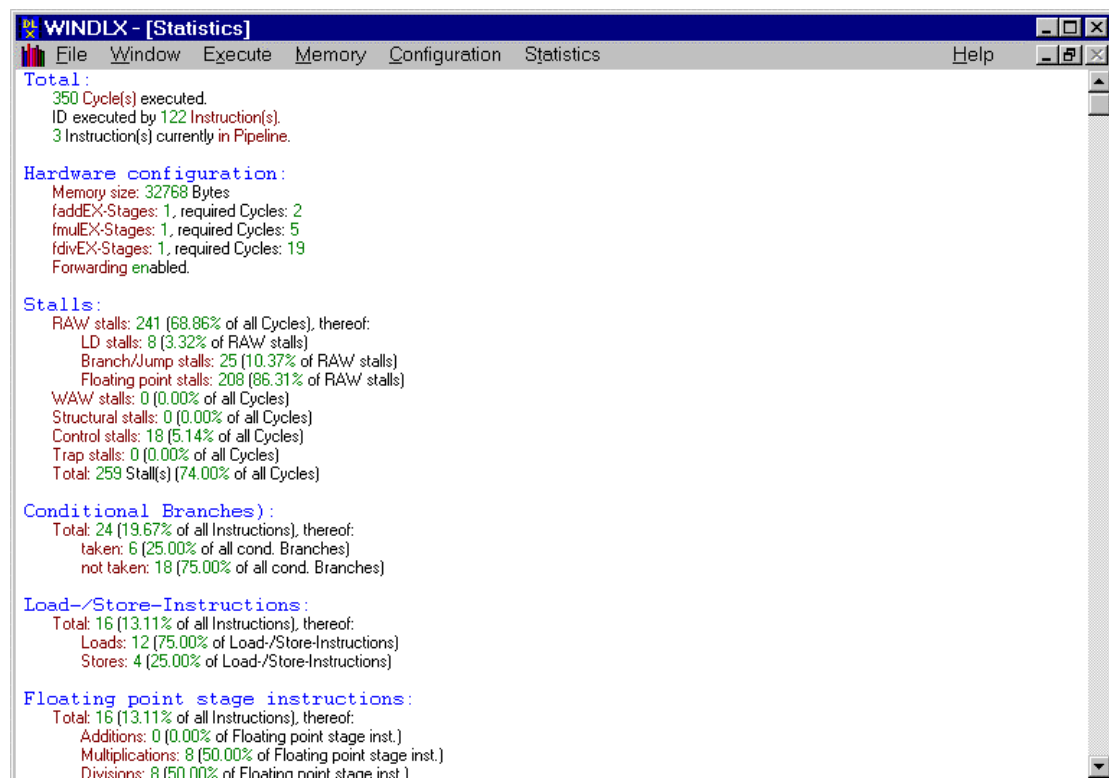 WINDLX - [Statistics]
File Window Execute Memory Configuration Statistics Help
Total:
350 Cycle(s) executed.
ID executed by 122 Instruction(s).
3 Instruction(s) currently in Pipeline.
Hardware configuration:
Memory size: 32768 Bytes
faddEX-Stages: 1, required Cycles: 2
fmulEX-Stages: 1, required Cycles: 5
fdivEX-Stages: 1, required Cycles: 19
Forwarding enabled.
Stalls:
RAW stalls: 241 (68.86% of all Cycles), thereof:
LD stalls: 8 (3.32% of RAW stalls)
Branch/Jump stalls: 25 (10.37% of RAW stalls)
Floating point stalls: 208 (86.31% of RAW stalls)
WAW stalls: 0 (0.00% of all Cycles)
Structural stalls: 0 (0.00% of all Cycles)
Control stalls: 18 (5.14% of all Cycles)
Trap stalls: 0 (0.00% of all Cycles)
Total: 259 Stall(s) (74.00% of all Cycles)
Conditional Branches):
Total: 24 (19.67% of all Instructions), thereof:
taken: 6 (25.00% of all cond. Branches)
not taken: 18 (75.00% of all cond. Branches)
Load-/Store-Instructions:
Total: 16 (13.11% of all Instructions), thereof:
Loads: 12 (75.00% of Load-/Store-Instructions)
Stores: 4 (25.00% of Load-/Store-Instructions)
Floating point stage instructions:
Total: 16 (13.11% of all Instructions), thereof:
Additions: 0 (0.00% of Floating point stage inst.)
Multiplications: 8 (50.00% of Floating point stage inst.)
Divisions: 8 (50.00% of Floating point stage inst.)